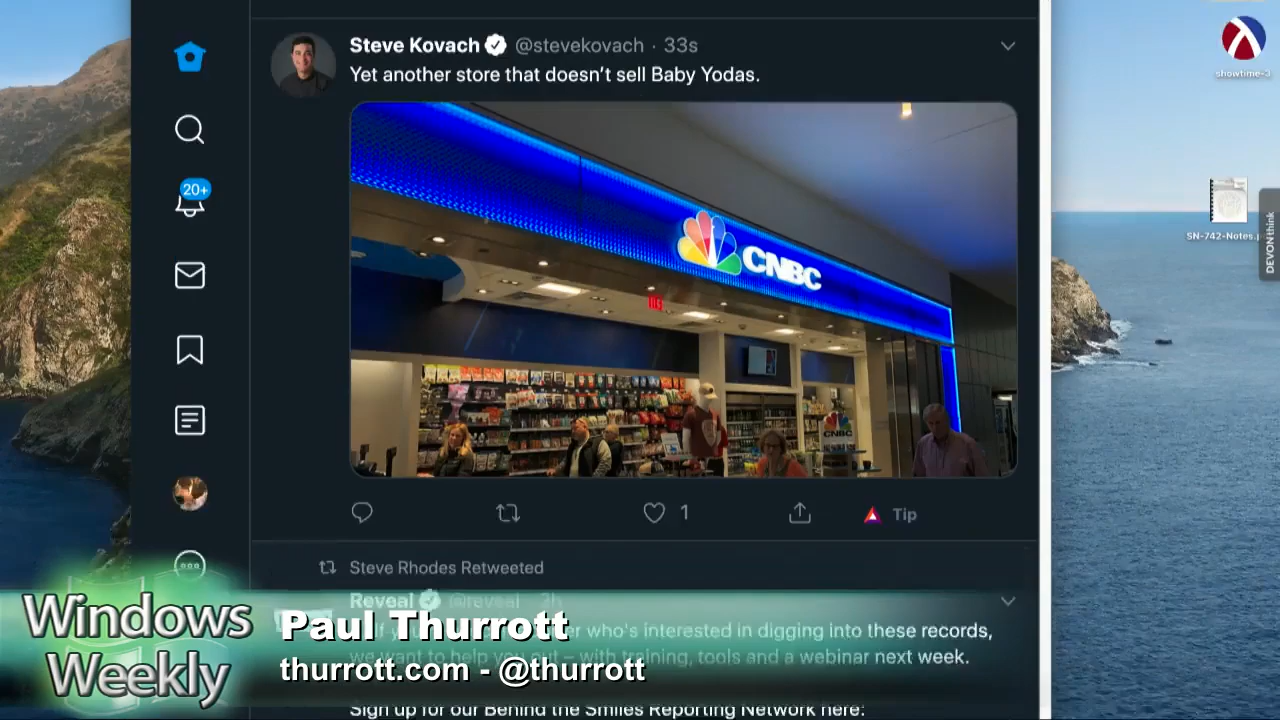 Steve Kovach @stevekovach · 33s
Yet another store that doesn't sell Baby Yodas.
showtime-3
20+
SN-742-Notes.
DEVONthink
CNBC
CNBC
1
Tip
Steve Rhodes Retweeted
Reveal @reveal · 2h
who's interested in digging into these records,
we want to help you out – with training, tools and a webinar next week.
Sign up for our Behind the Smiles Reporting Network here:
Windows
Weekly
Paul Thurrott
thurrott.com - @thurrott